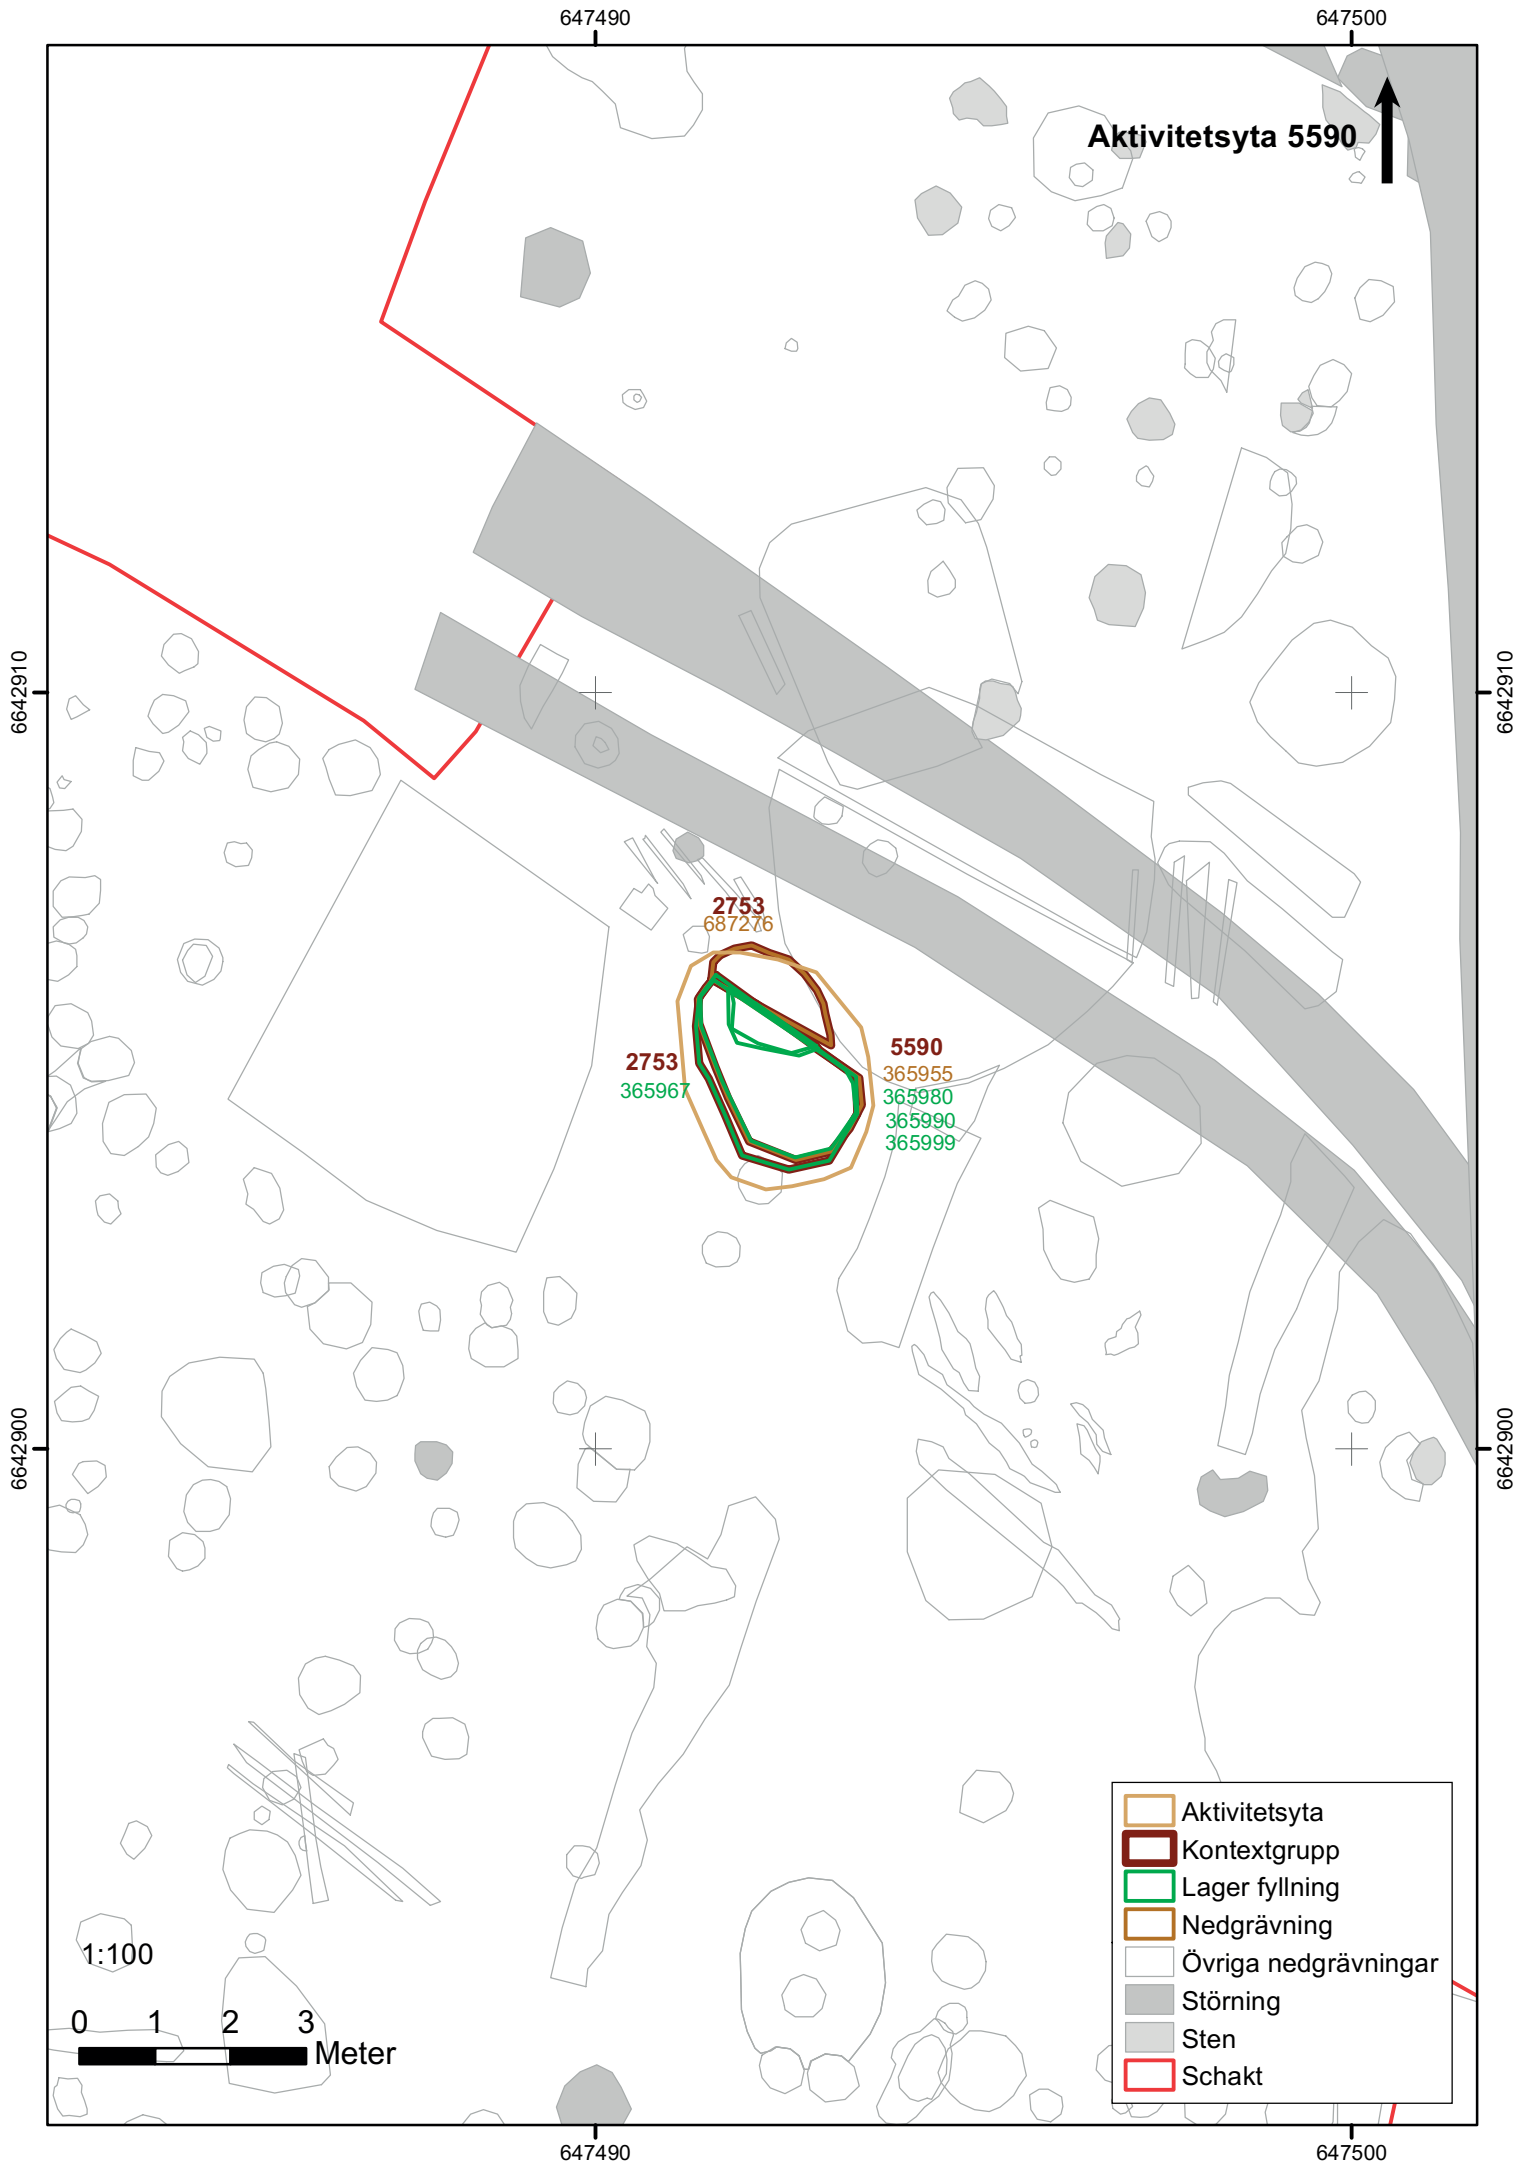 647490
647500
Aktivitetsyta 5590
6642910
6642910
2753
687276
2753
365967
5590
365955
365980
365990
365999
6642900
6642900
Aktivitetsyta
Kontextgrupp
Lager fyllning
Nedgrävning
Övriga nedgrävningar
Störning
Sten
Schakt
1:100
0 1 2 3
Meter
647490
647500